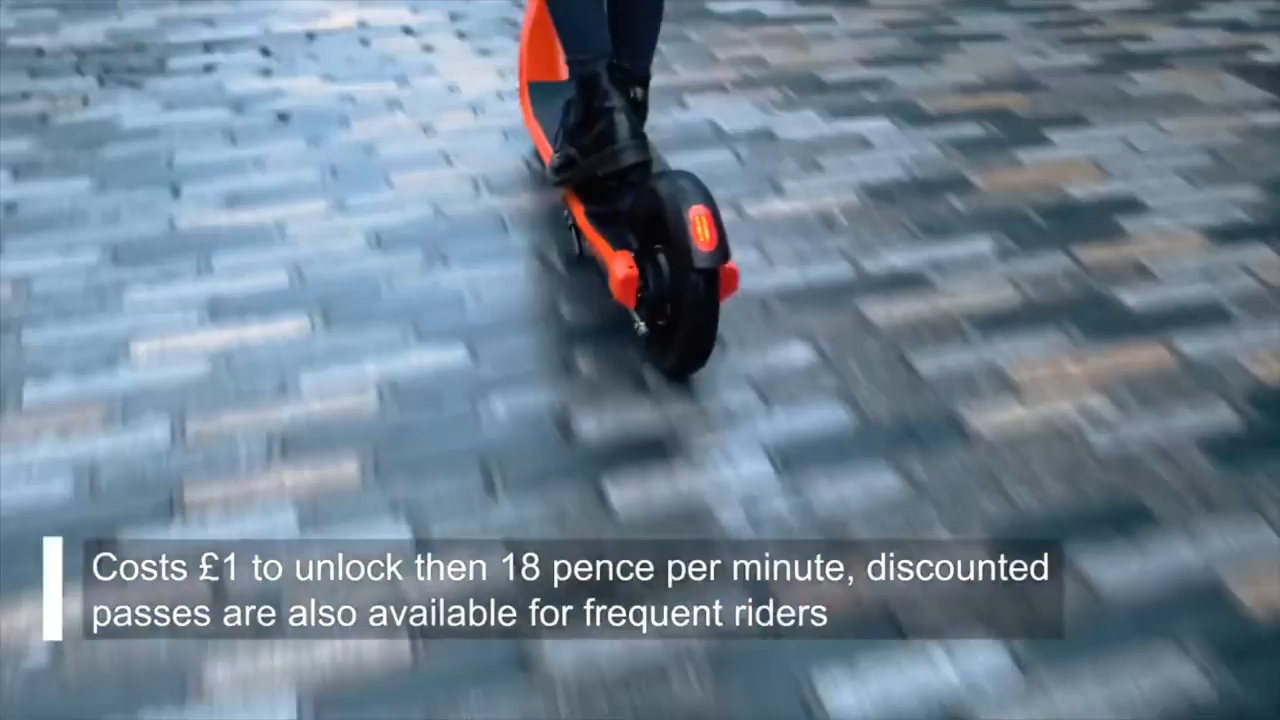 Costs £1 to unlock then 18 pence per minute, discounted
passes are also available for frequent riders